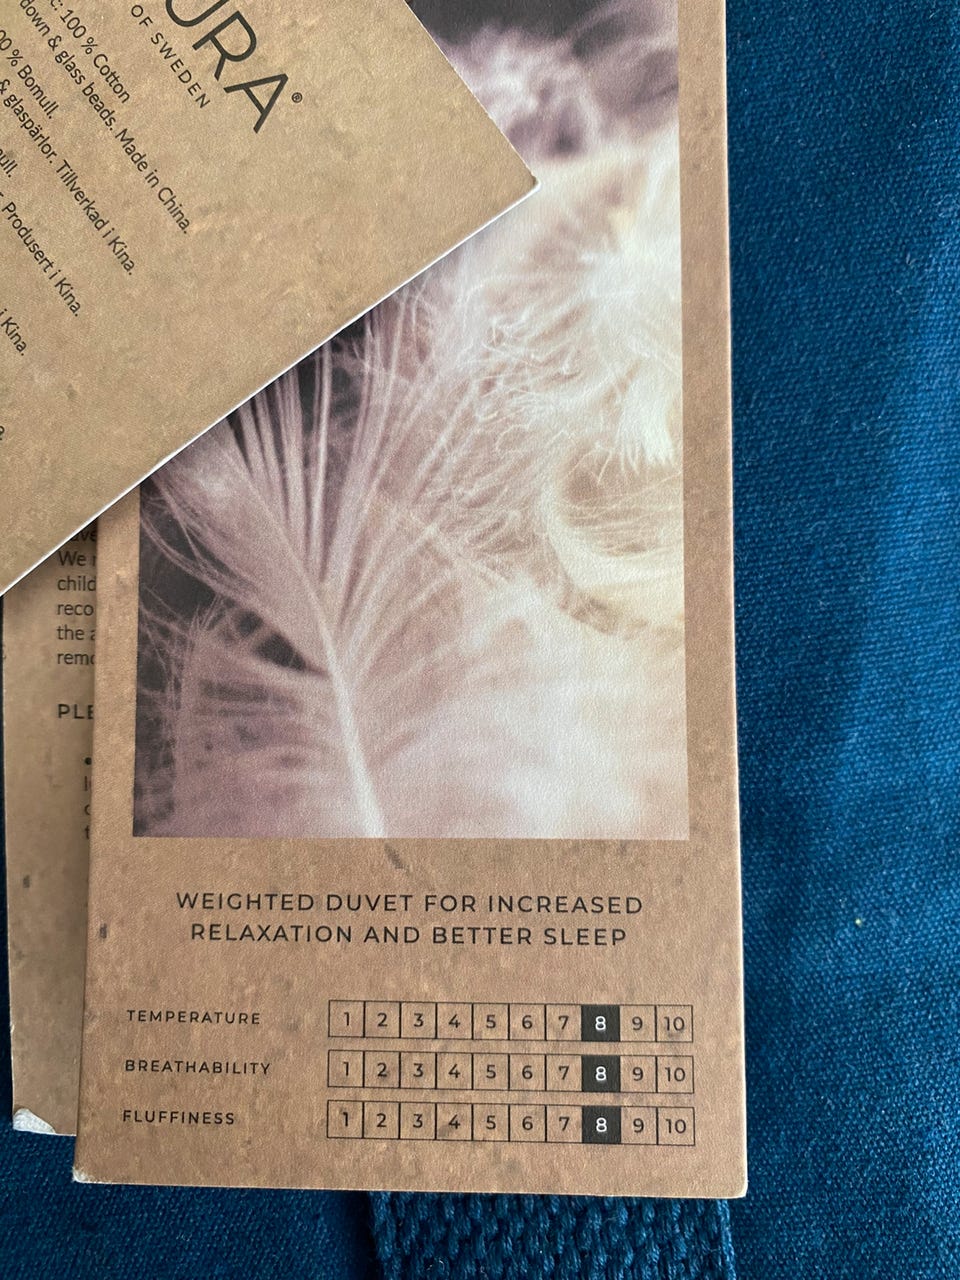 URA®
OF SWEDEN
c: 100 % Cotton
down & glass beads. Made in China.
00 % Bomull.
& glaspärlor. Tillverkad i Kina.
Produsert i Kina.
i Kina.
We
child
reco
the a
remo
PLE
WEIGHTED DUVET FOR INCREASED
RELAXATION AND BETTER SLEEP
TEMPERATURE 1 2 3 4 5 6 7 8 9 10
BREATHABILITY 1 2 3 4 5 6 7 8 9 10
FLUFFINESS 1 2 3 4 5 6 7 8 9 10